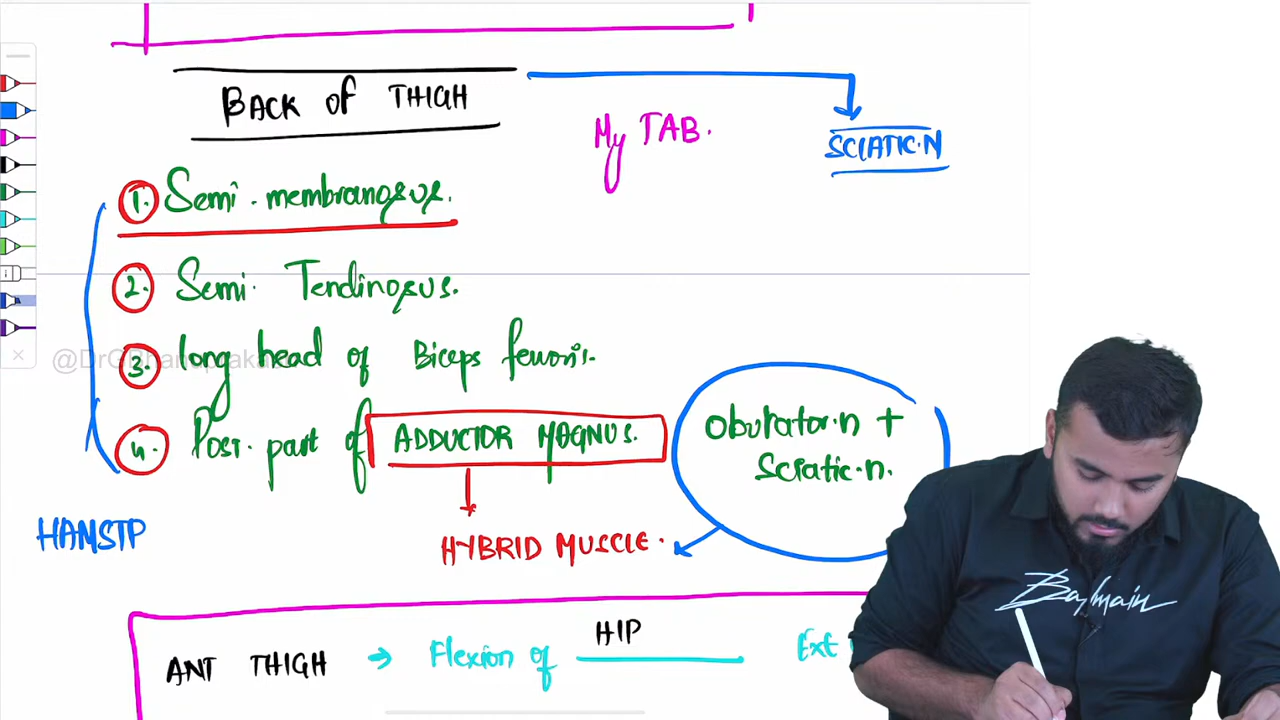 BACK OF THIGH
My TAB.
SCIATIC.N
1. Semi-membranosus.
2. Semi Tendinosus.
3. long head of Biceps femoris.
4. Post. part of ADDUCTOR MAGNUS.
Obturator.n +
Sciatic.n.
HAMSTP
HYBRID MUSCLE.
ANT THIGH → Flexion of HIP
Ext
Balmain